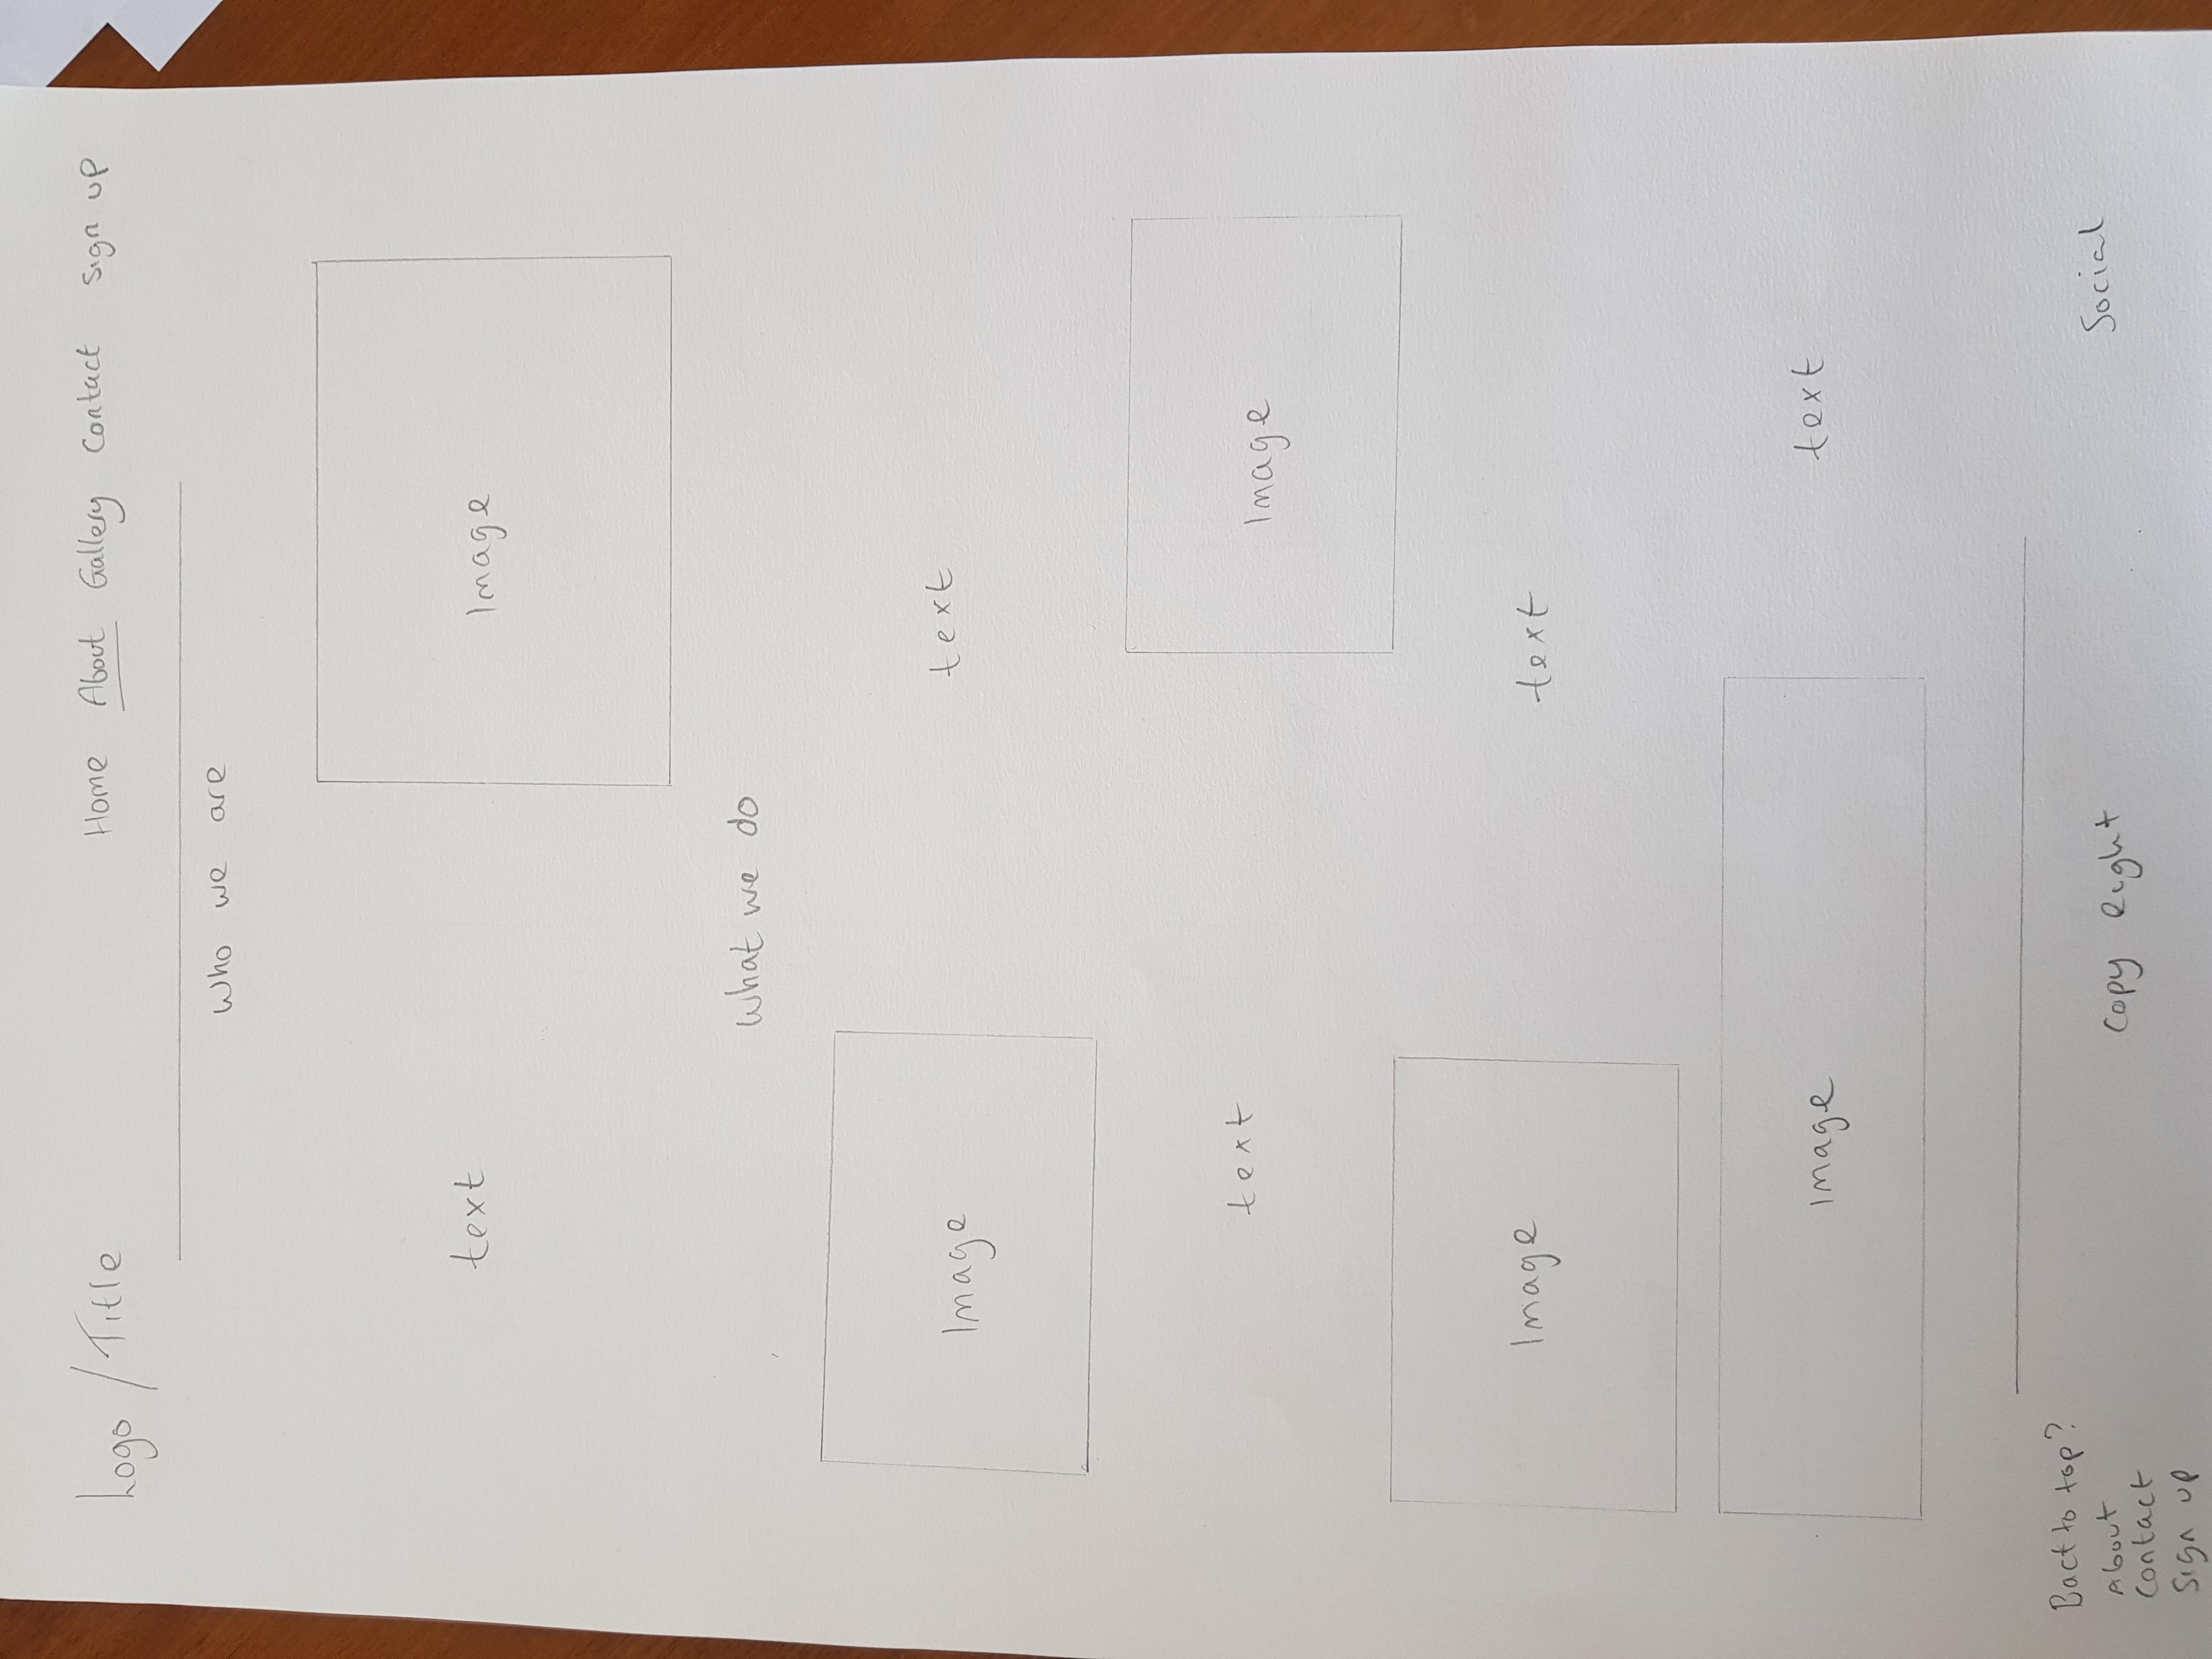 Logo / Title
Home About Gallery Contact Sign up
Who we are
text
Image
What we do
Image
text
text
Image
Image
text
Image
text
Bact to top?
About
Contact
Sign up
Copy right
Social